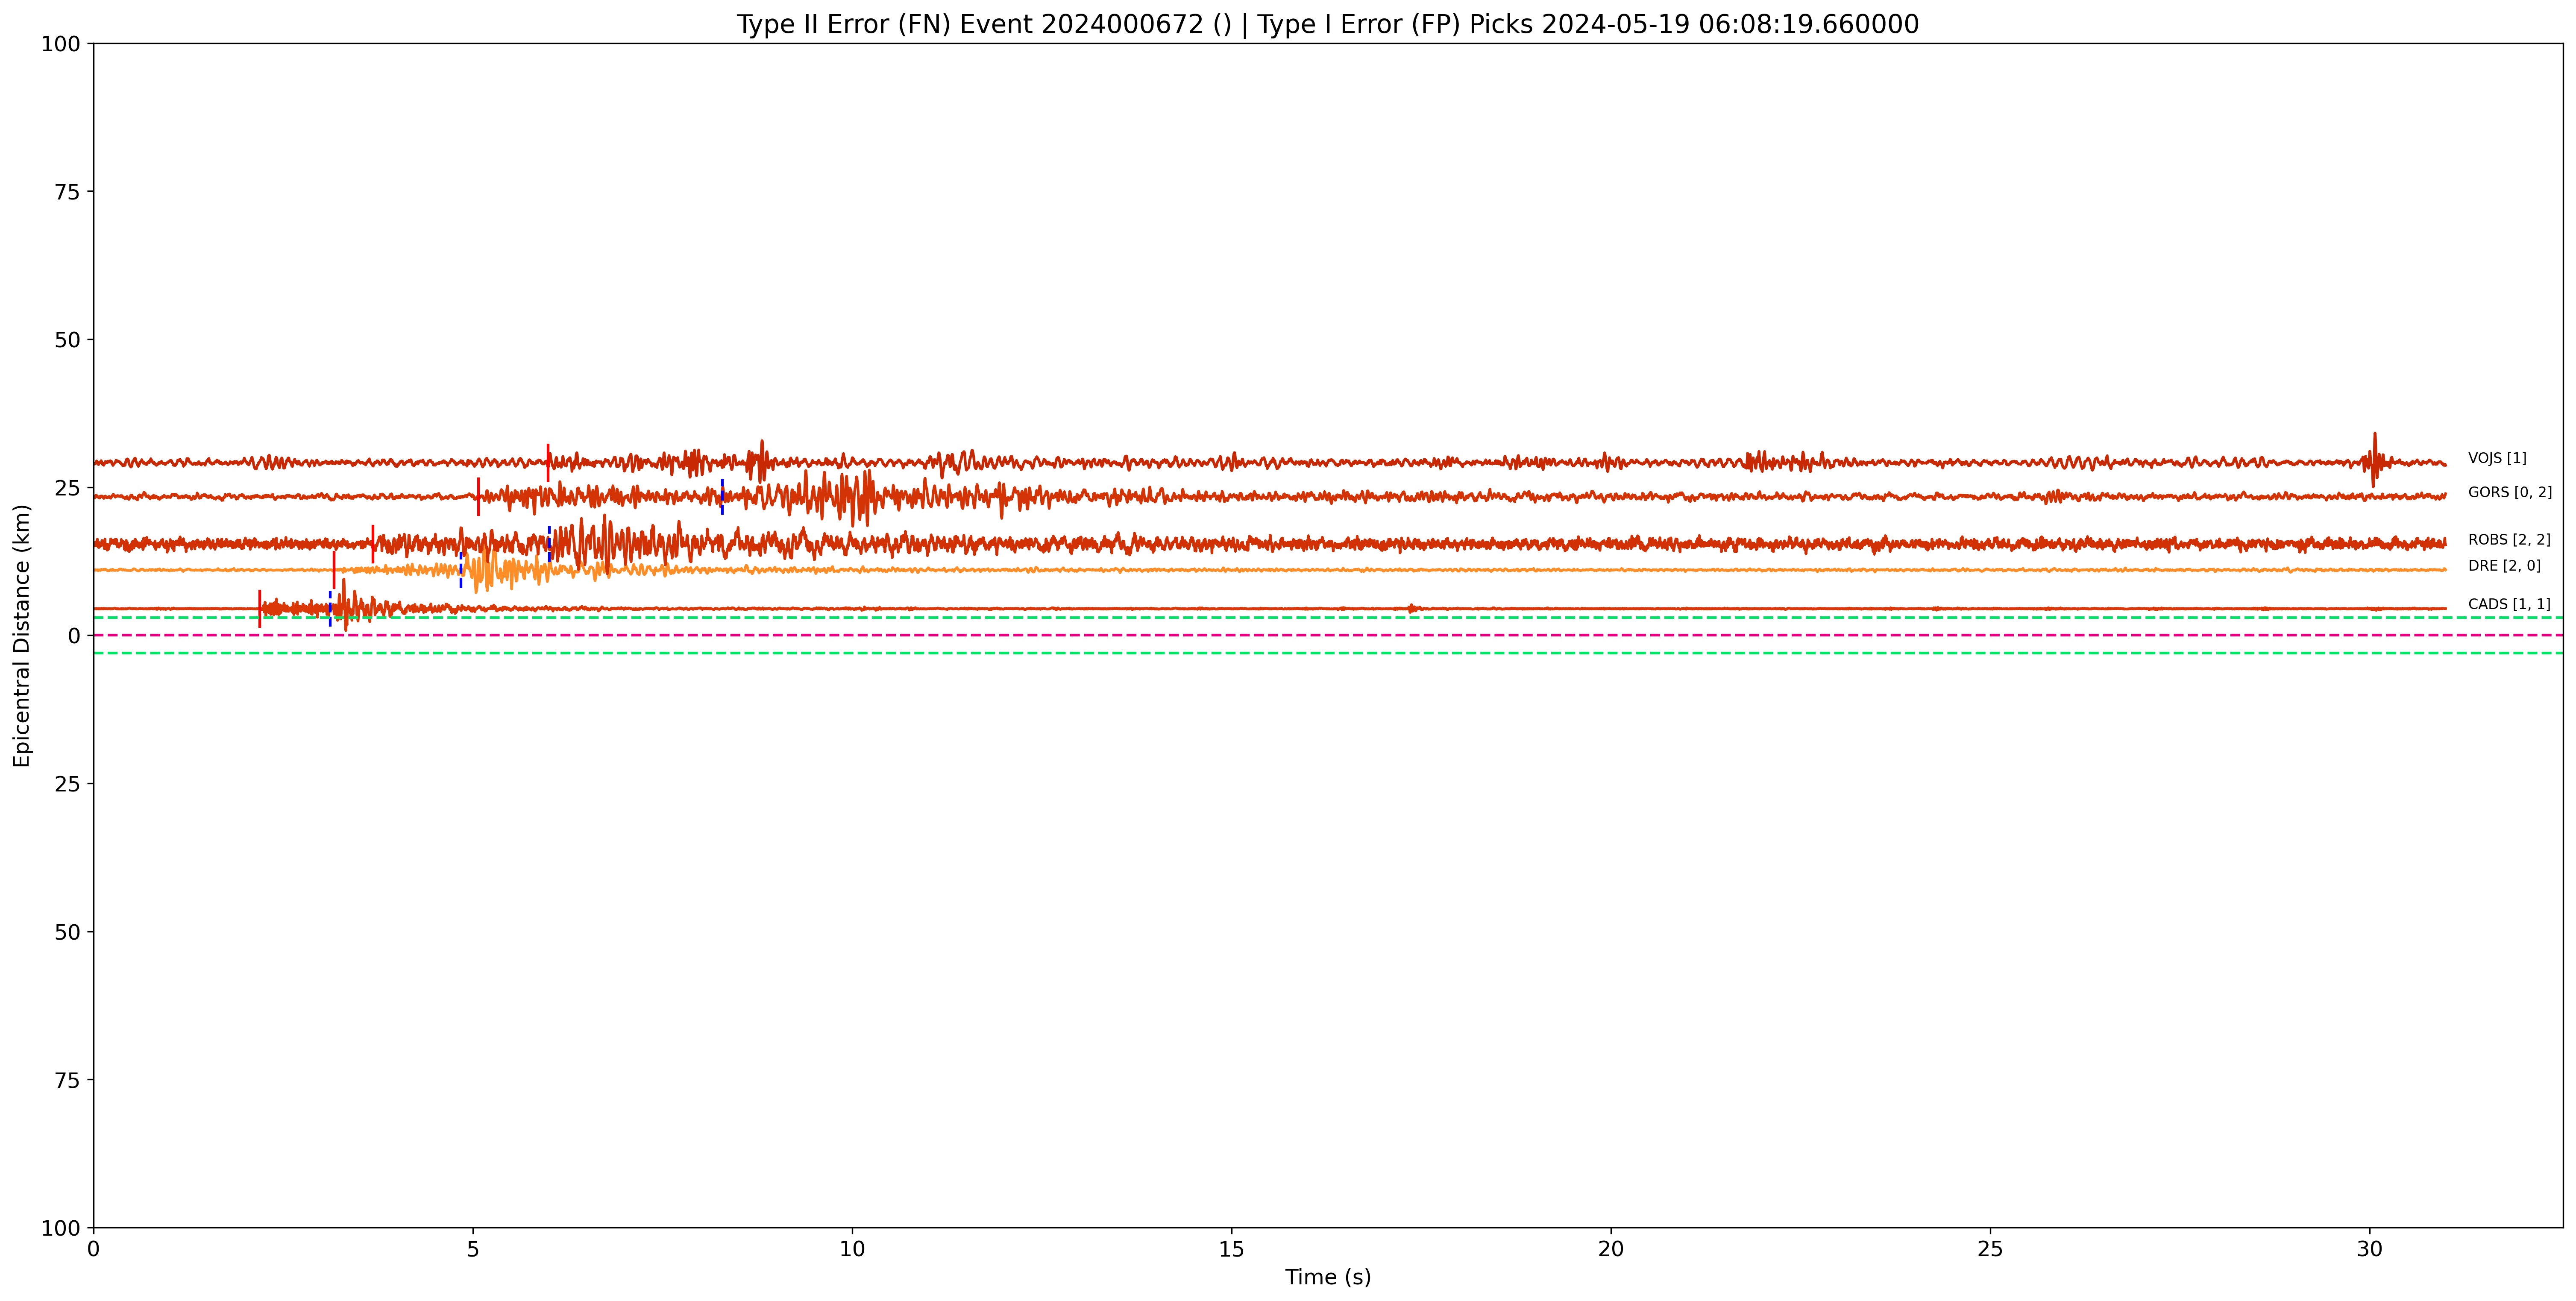 Type II Error (FN) Event 2024000672 () | Type I Error (FP) Picks 2024-05-19 06:08:19.660000
100
75
50
25
0
25
50
75
100
Epicentral Distance (km)
VOJS [1]
GORS [0, 2]
ROBS [2, 2]
DRE [2, 0]
CADS [1, 1]
0 5 10 15 20 25 30
Time (s)